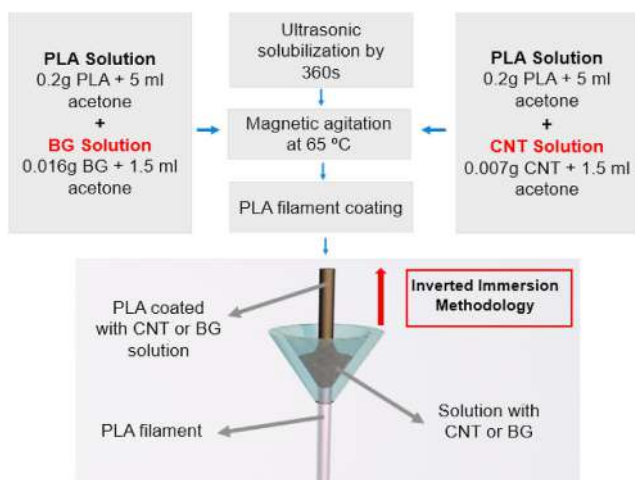 PLA Solution
0.2g PLA + 5 ml
acetone
+
BG Solution
0.016g BG + 1.5 ml
acetone
Ultrasonic
solubilization by
360s
Magnetic agitation
at 65 ºC
PLA filament coating
PLA Solution
0.2g PLA + 5 ml
acetone
+
CNT Solution
0.007g CNT + 1.5 ml
acetone
Inverted Immersion
Methodology
PLA coated
with CNT or BG
solution
PLA filament
Solution with
CNT or BG